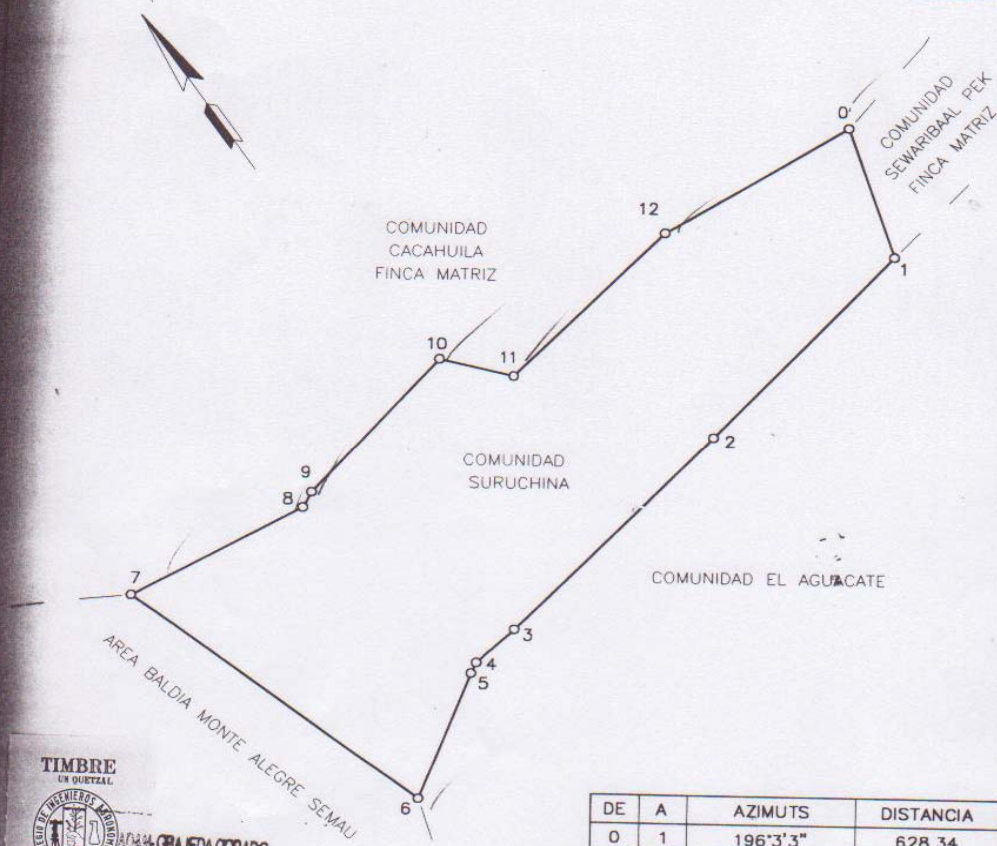 0
COMUNIDAD
SEWARIBAAL PEK
FINCA MATRIZ
12
COMUNIDAD
CACAHUILA
FINCA MATRIZ
1
10
11
2
COMUNIDAD
SURUCHINA
9
8
COMUNIDAD EL AGUACATE
7
3
4
5
AREA BALDIA MONTE ALEGRE SEMAU
6
TIMBRE
UN QUETZAL
INGENIEROS
DE A AZIMUTS DISTANCIA
0 1 196°3'3" 628.34